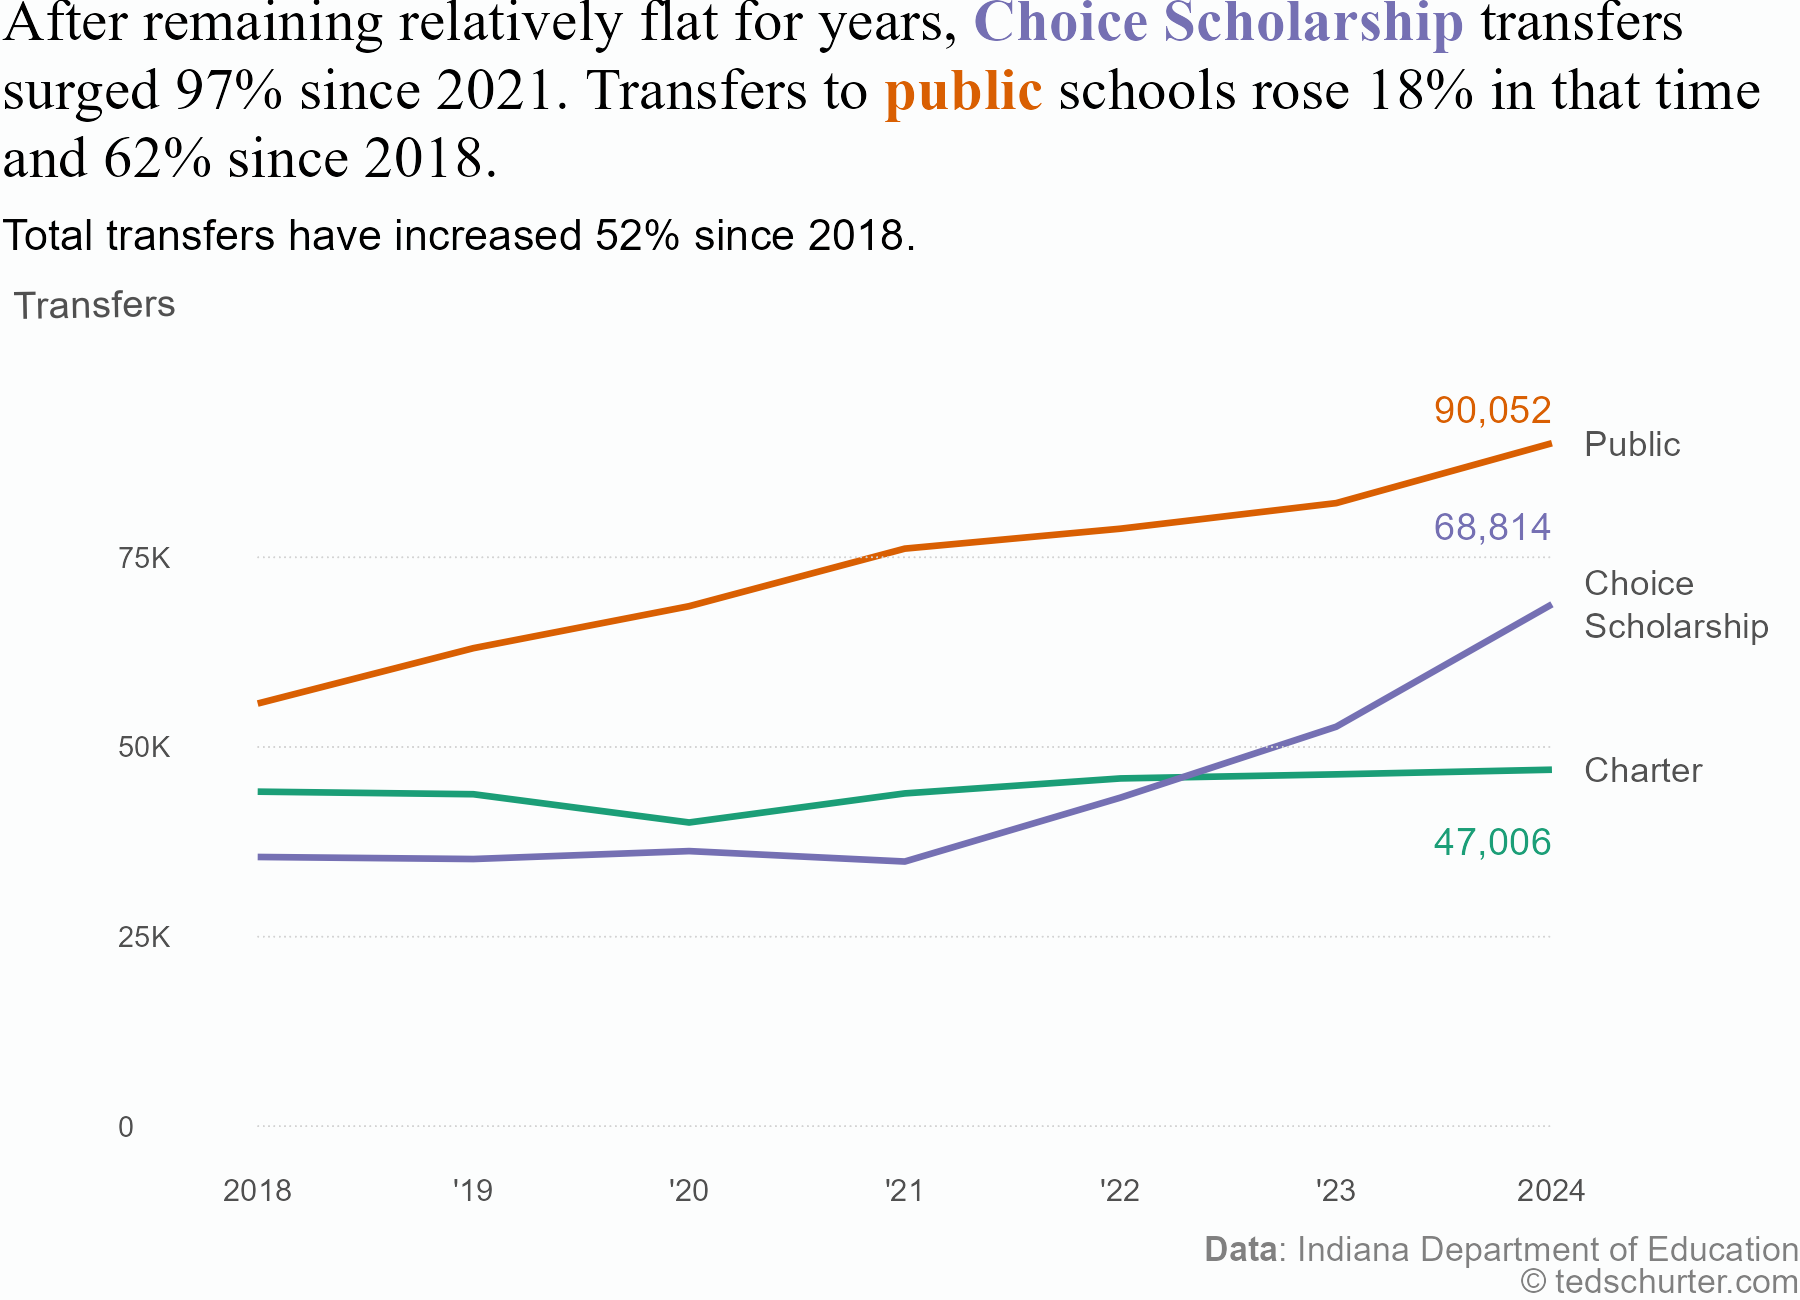 After remaining relatively flat for years, Choice Scholarship transfers
surged 97% since 2021. Transfers to public schools rose 18% in that time
and 62% since 2018.
Total transfers have increased 52% since 2018.
Transfers
90,052
Public
68,814
75K
Choice
Scholarship
50K
Charter
47,006
25K
0
2018 '19 '20 '21 '22 '23 2024
Data: Indiana Department of Education
© tedschurter.com